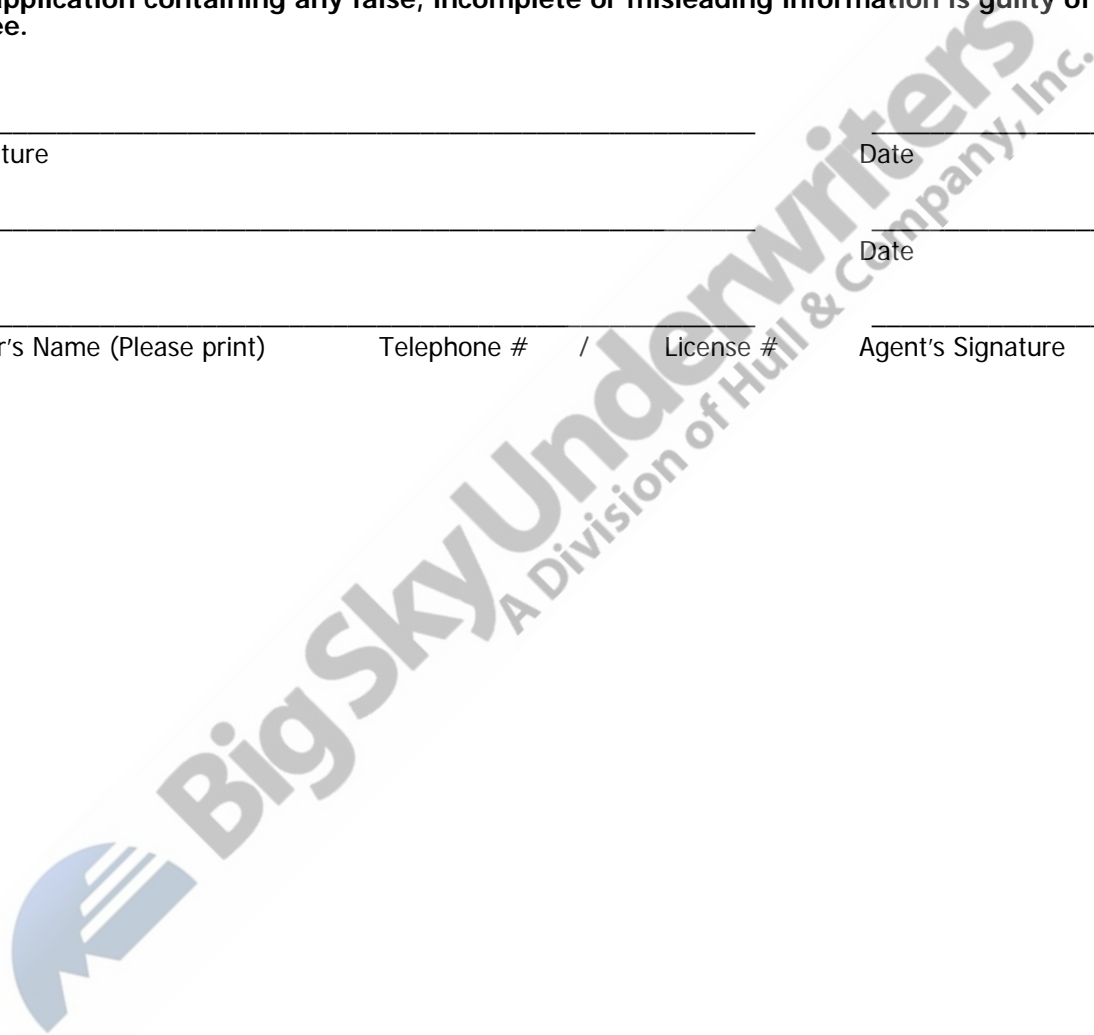 application containing any false, incomplete or misleading information is guilty of
ee.
ture Date
Date
r's Name (Please print) Telephone # / License # Agent's Signature
Big Sky Underwriters
A Division of Hull & Company, Inc.